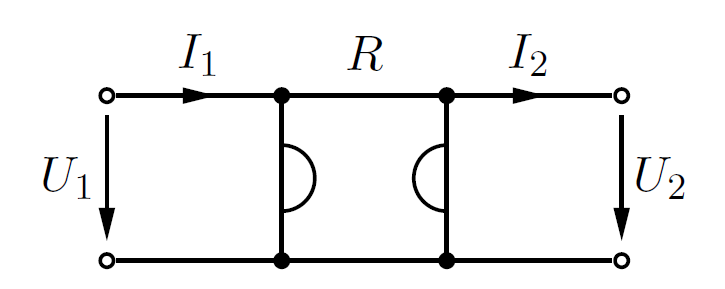 I₁ R I₂
U₁ U₂